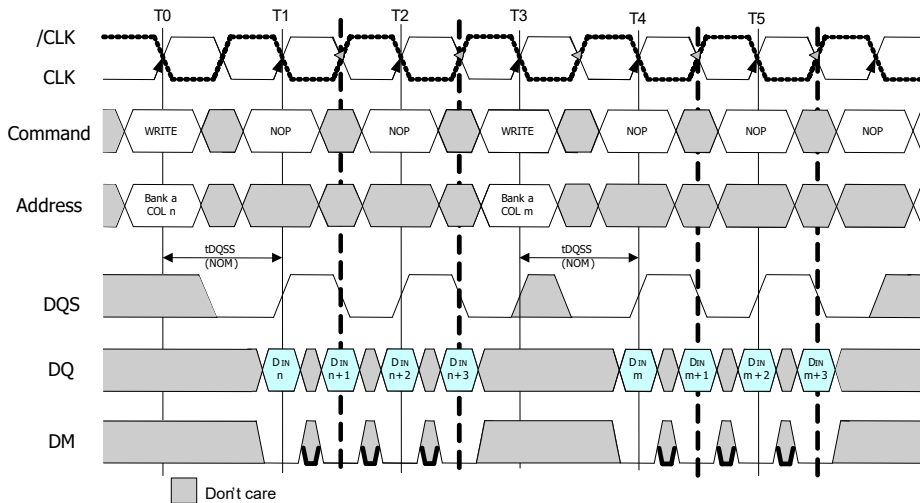 T0 T1 T2 T3 T4 T5
/CLK
CLK
Command WRITE NOP NOP WRITE NOP NOP NOP
Address Bank a COL n Bank a COL m
tDQSS (NOM) tDQSS (NOM)
DQS
DQ DIN n DIN n+1 DIN n+2 DIN n+3 DIN m DIN m+1 DIN m+2 DIN m+3
DM
Don't care